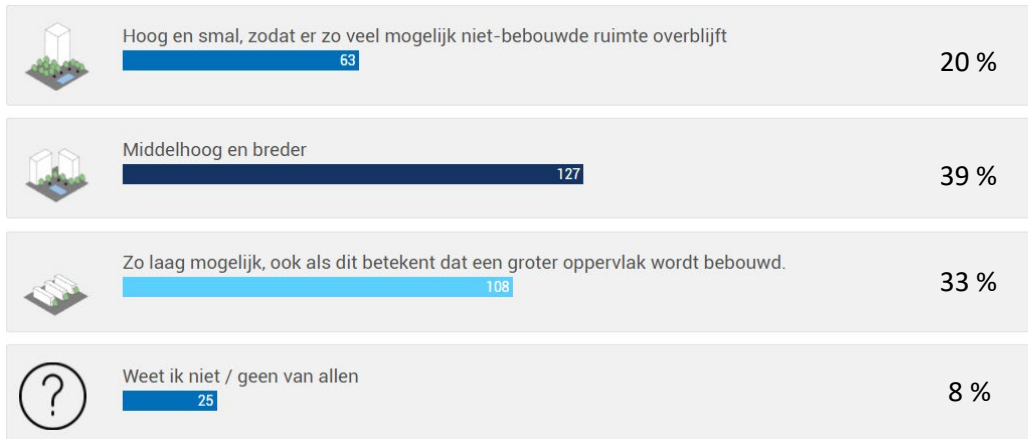 Hoog en smal, zodat er zo veel mogelijk niet-bebouwde ruimte overblijft
63
20 %
Middelhoog en breder
127
39 %
Zo laag mogelijk, ook als dit betekent dat een groter oppervlak wordt bebouwd.
108
33 %
?
Weet ik niet / geen van allen
25
8 %